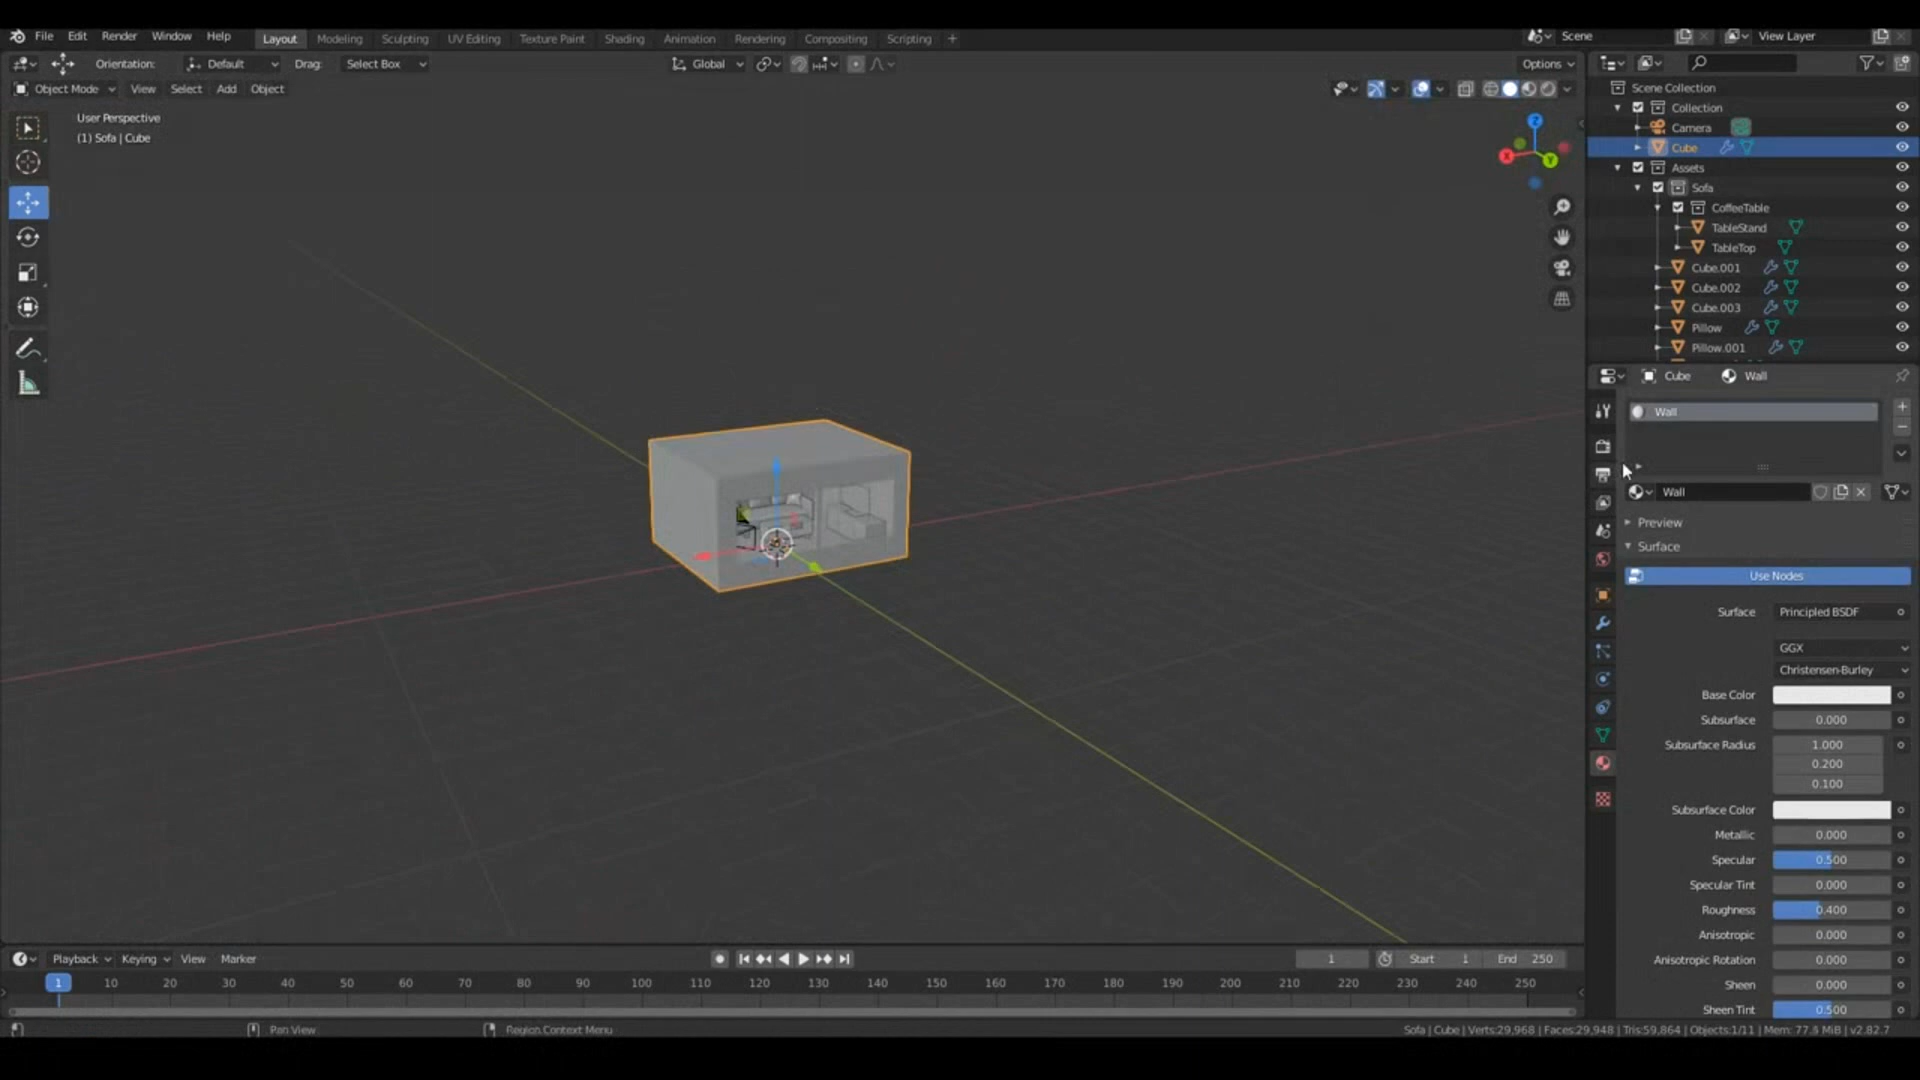 File Edit Render Window Help Layout Modeling Sculpting UV Editing Texture Paint Shading Animation Rendering Compositing Scripting + Scene View Layer
Orientation: Default Drag: Select Box Global Options
Object Mode View Select Add Object
User Perspective
(1) Sofa | Cube
Z
X
Y
Scene Collection
Collection
Camera
Cube
Assets
Sofa
CoffeeTable
TableStand
TableTop
Cube.001
Cube.002
Cube.003
Pillow
Pillow.001
Cube Wall
Wall
Wall
Preview
Surface
Use Nodes
Surface Principled BSDF
GGX
Christensen-Burley
Base Color
Subsurface 0.000
Subsurface Radius 1.000
0.200
0.100
Subsurface Color
Metallic 0.000
Specular 0.500
Specular Tint 0.000
Roughness 0.400
Anisotropic 0.000
Anisotropic Rotation 0.000
Sheen 0.000
Sheen Tint 0.500
Playback Keying View Marker 1 Start 1 End 250
1 10 20 30 40 50 60 70 80 90 100 110 120 130 140 150 160 170 180 190 200 210 220 230 240 250
Pan View Region Context Menu Sofa | Cube | Verts:29,968 | Faces:29,948 | Tris:59,864 | Objects:1/11 | Mem: 77.8 MiB | v2.82.7